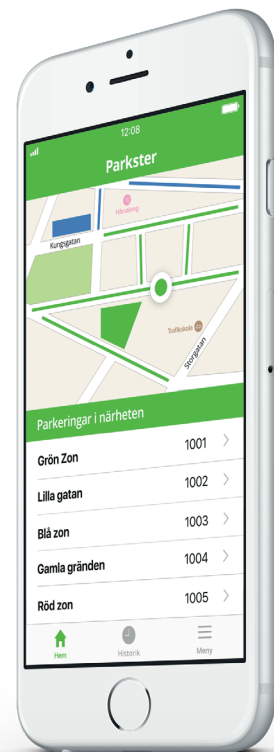 12:08
Parkster
Hårsalong
Kungsgatan
Trafikskola
Storgatan
Parkeringar i närheten
Grön Zon 1001
Lilla gatan 1002
Blå zon 1003
Gamla gränden 1004
Röd zon 1005
Hem Historik Meny